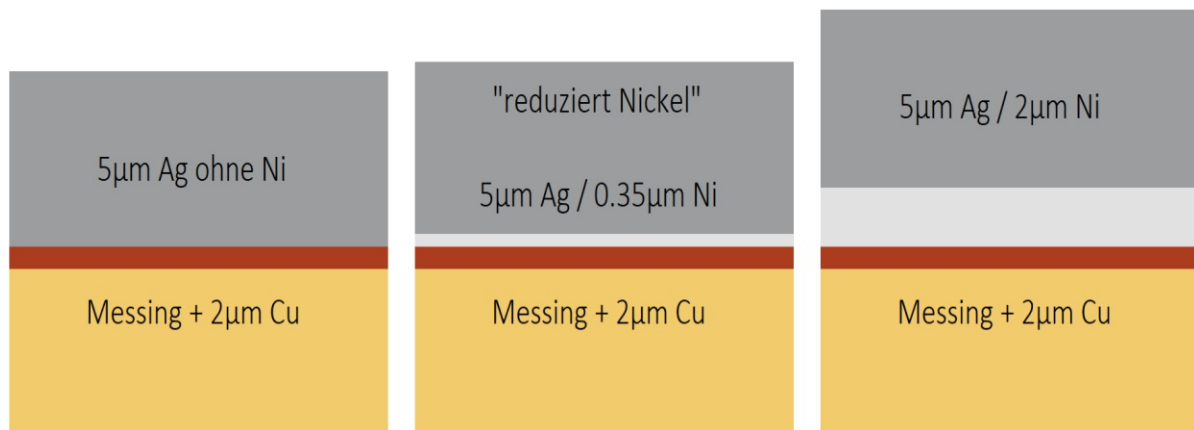 5µm Ag ohne Ni
Messing + 2µm Cu
"reduziert Nickel"
5µm Ag / 0.35µm Ni
Messing + 2µm Cu
5µm Ag / 2µm Ni
Messing + 2µm Cu